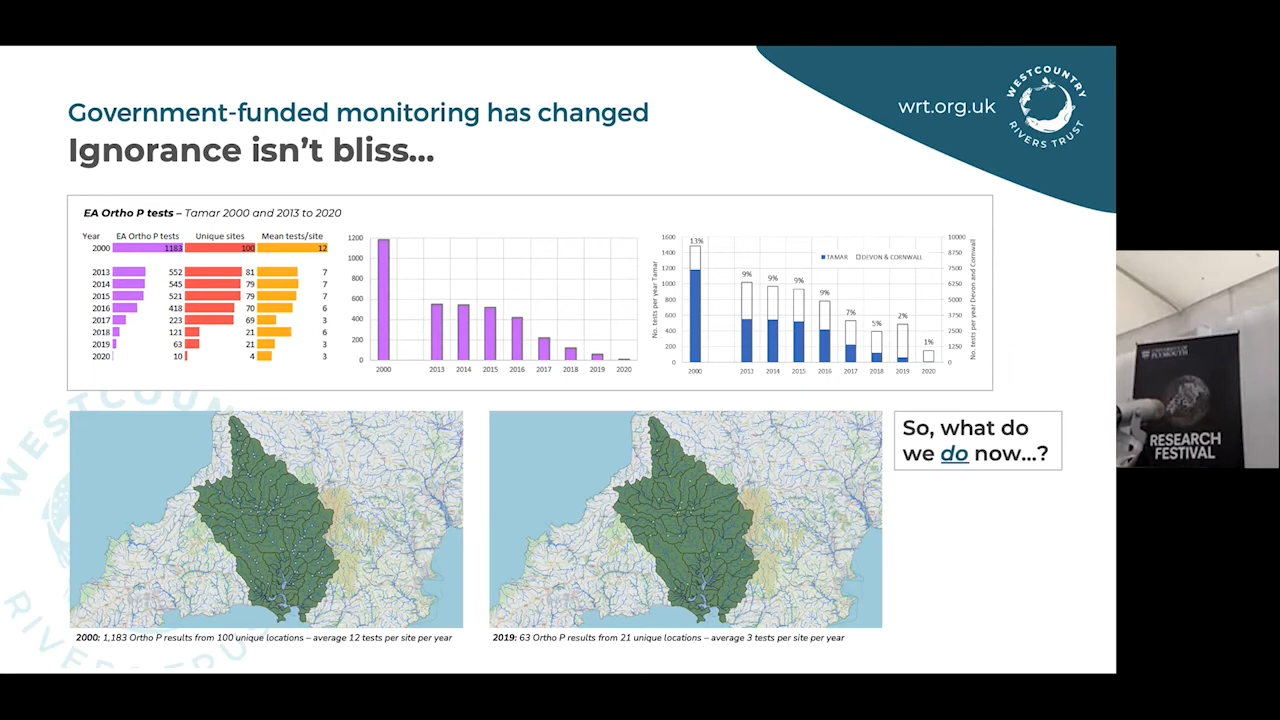 Government-funded monitoring has changed
Ignorance isn't bliss...
wrt.org.uk
WESTCOUNTRY
RIVERS TRUST
EA Ortho P tests – Tamar 2000 and 2013 to 2020
Year EA Ortho P tests Unique sites Mean tests/site
2000 1183 100 12
2013 552 81 7
2014 545 79 7
2015 521 79 7
2016 418 70 6
2017 223 69 3
2018 121 21 6
2019 63 21 3
2020 10 4 3
1200
1000
800
600
400
200
0
2000 2013 2014 2015 2016 2017 2018 2019 2020
No. tests per year Tamar
1600
1400
1200
1000
800
600
400
200
0
13% 9% 9% 9% 9% 7% 5% 2% 1%
TAMAR DEVON & CORNWALL
10000
8750
7500
6250
5000
3750
2500
1250
0
No. tests per year Devon and Cornwall
2000 2013 2014 2015 2016 2017 2018 2019 2020
So, what do
we do now...?
2000: 1,183 Ortho P results from 100 unique locations – average 12 tests per site per year
2019: 63 Ortho P results from 21 unique locations – average 3 tests per site per year
WESTCOUNTRY
RIVERS TRUST
UNIVERSITY OF
PLYMOUTH
RESEARCH
FESTIVAL